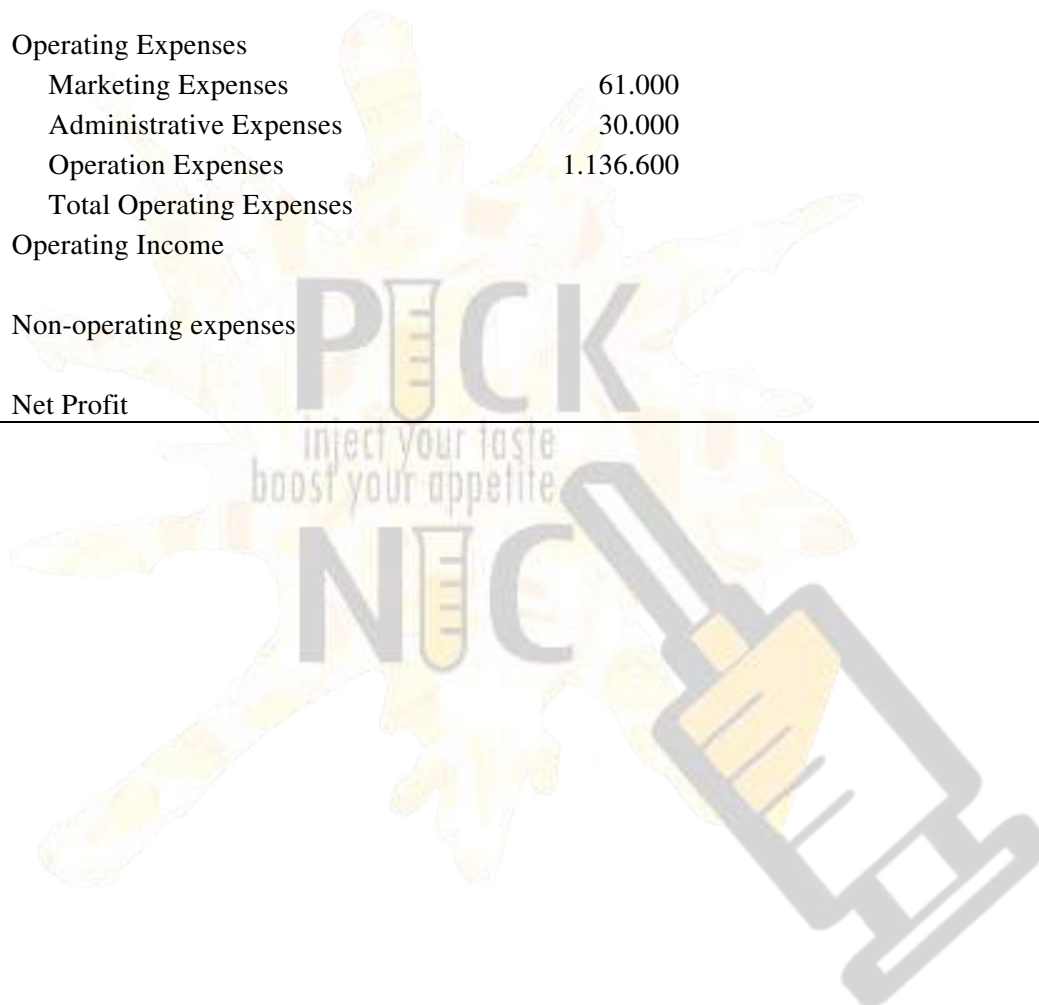 Operating Expenses
Marketing Expenses 61.000
Administrative Expenses 30.000
Operation Expenses 1.136.600
Total Operating Expenses
Operating Income
Non-operating expenses
Net Profit
PICK
inject your taste
boost your appetite
NIC